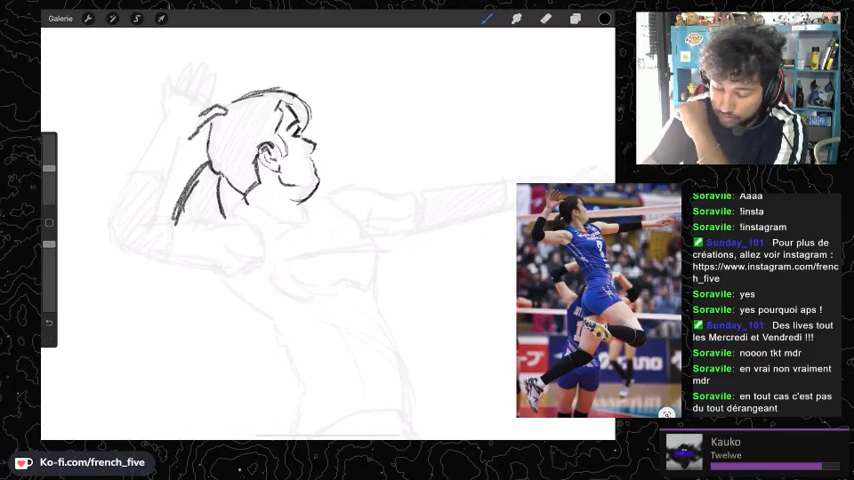 Galerie
Soravile: Aaaa
Soravile: !insta
Soravile: !instagram
Sunday_101: Pour plus de
créations, allez voir instagram :
https://www.instagram.com/frenc
h_five
Soravile: yes
Soravile: yes pourquoi aps !
Sunday_101: Des lives tout
les Mercredi et Vendredi !!!
Soravile: nooon tkt mdr
Soravile: en vrai non vraiment
mdr
Soravile: en tout cas c'est pas
du tout dérangeant
Kauko
Twelwe
Ko-fi.com/french_five